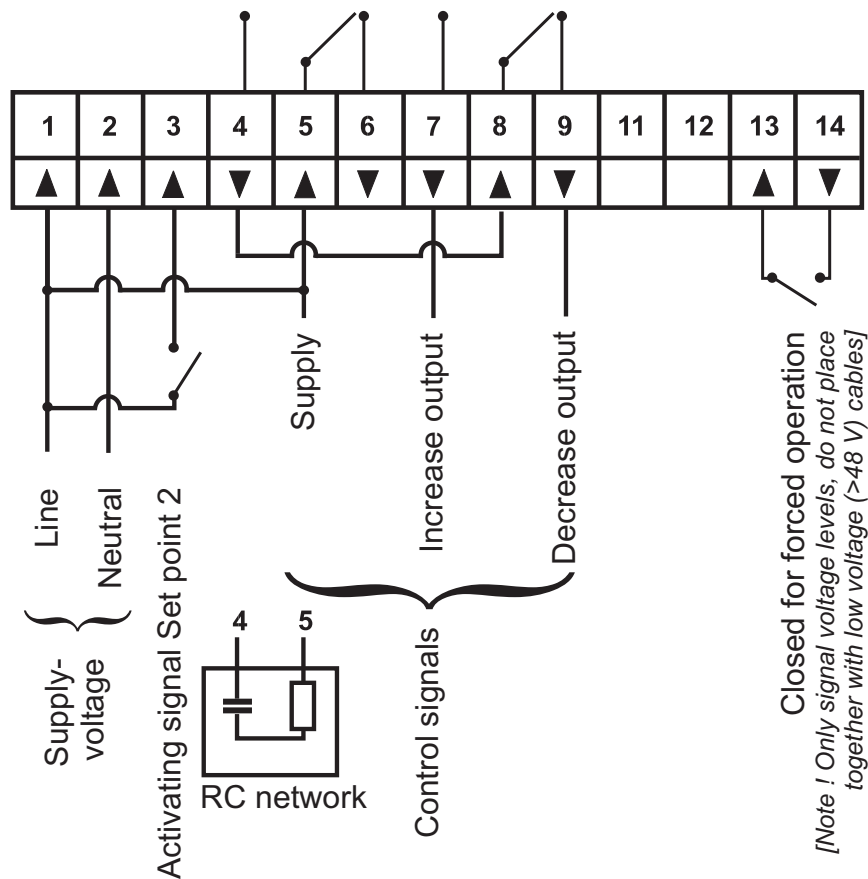 1 2 3 4 5 6 7 8 9 11 12 13 14
Line
Neutral
Supply-
voltage
Activating signal Set point 2
Supply
Increase output
Decrease output
Control signals
4 5
RC network
Closed for forced operation
[Note ! Only signal voltage levels, do not place
together with low voltage (>48 V) cables]